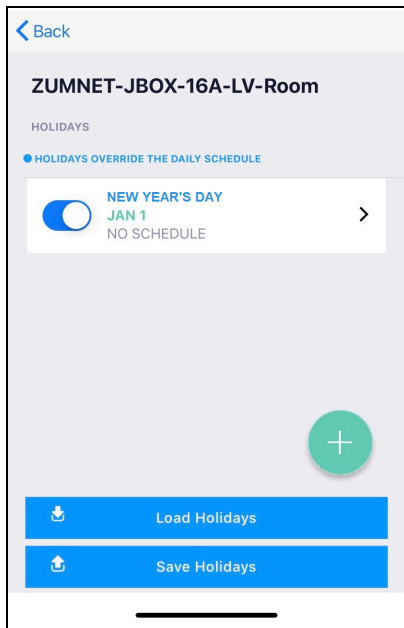 Back
ZUMNET-JBOX-16A-LV-Room
HOLIDAYS
HOLIDAYS OVERRIDE THE DAILY SCHEDULE
NEW YEAR'S DAY
JAN 1
NO SCHEDULE
Load Holidays
Save Holidays